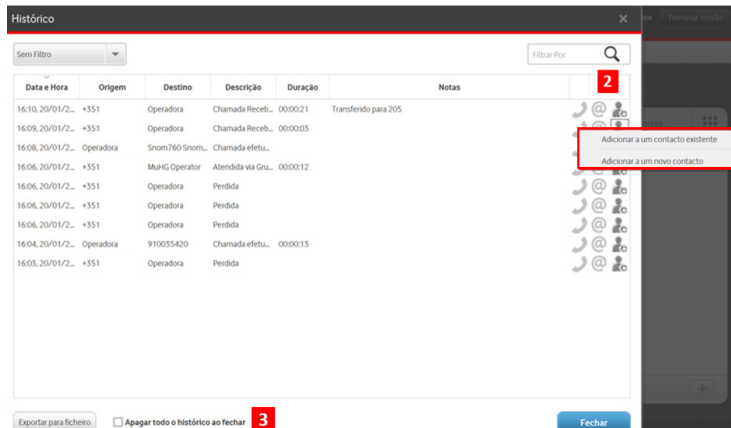 Histórico
Terminar sessão
Sem Filtro
Filtrar Por
2
Data e Hora Origem Destino Descrição Duração Notas
16:10, 20/01/2... +351 Operadora Chamada Receb... 00:00:21 Transferido para 205
16:09, 20/01/2... +351 Operadora Chamada Receb... 00:00:03
16:08, 20/01/2... Operadora Snom760 Snom... Chamada efetu...
Adicionar a um contacto existente
16:06, 20/01/2... +351 MuHG Operator Atendida via Gru... 00:00:12
Adicionar a um novo contacto
16:06, 20/01/2... +351 Operadora Perdida
16:06, 20/01/2... +351 Operadora Perdida
16:06, 20/01/2... +351 Operadora Perdida
16:04, 20/01/2... Operadora 910035420 Chamada efetu... 00:00:13
16:03, 20/01/2... +351 Operadora Perdida
Exportar para ficheiro
Apagar todo o histórico ao fechar 3
Fechar